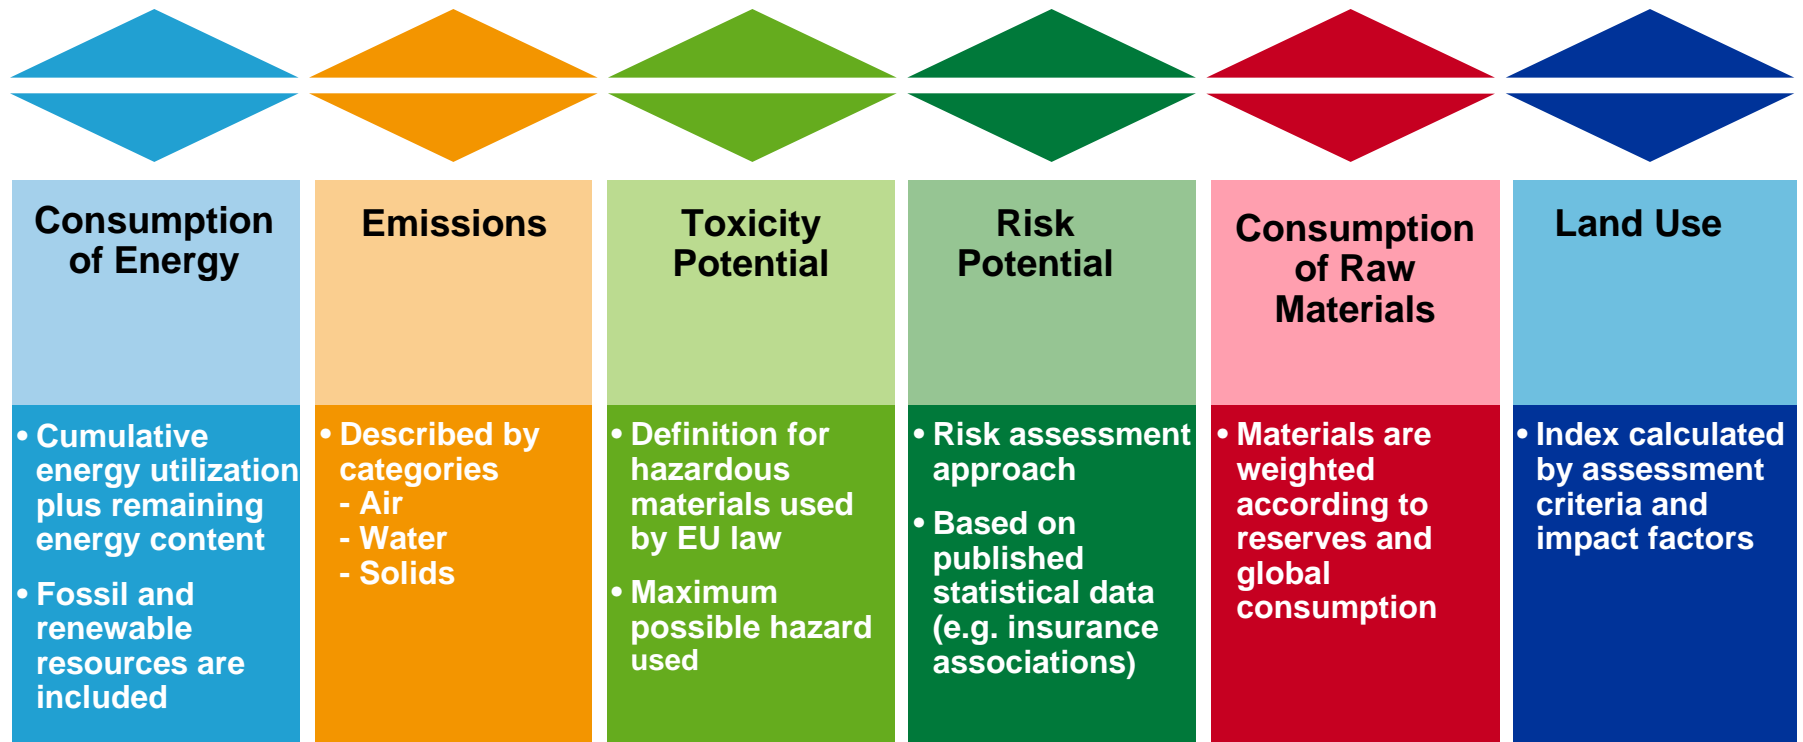 Consumption
of Energy
Emissions
Toxicity
Potential
Risk
Potential
Consumption
of Raw
Materials
Land Use
• Cumulative
energy utilization
plus remaining
energy content
• Fossil and
renewable
resources are
included
• Described by
categories
- Air
- Water
- Solids
• Definition for
hazardous
materials used
by EU law
• Maximum
possible hazard
used
• Risk assessment
approach
• Based on
published
statistical data
(e.g. insurance
associations)
• Materials are
weighted
according to
reserves and
global
consumption
• Index calculated
by assessment
criteria and
impact factors